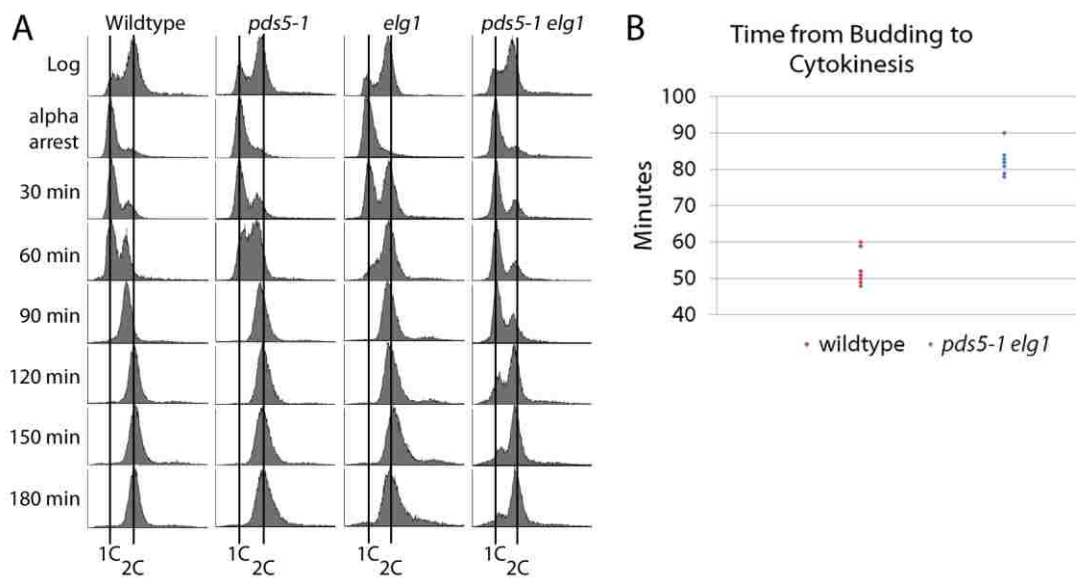 A
Wildtype
pds5-1
elg1
pds5-1 elg1
Log
alpha
arrest
30 min
60 min
90 min
120 min
150 min
180 min
1C
2C
1C
2C
1C
2C
1C
2C
B
Time from Budding to
Cytokinesis
Minutes
100
90
80
70
60
50
40
wildtype
pds5-1 elg1